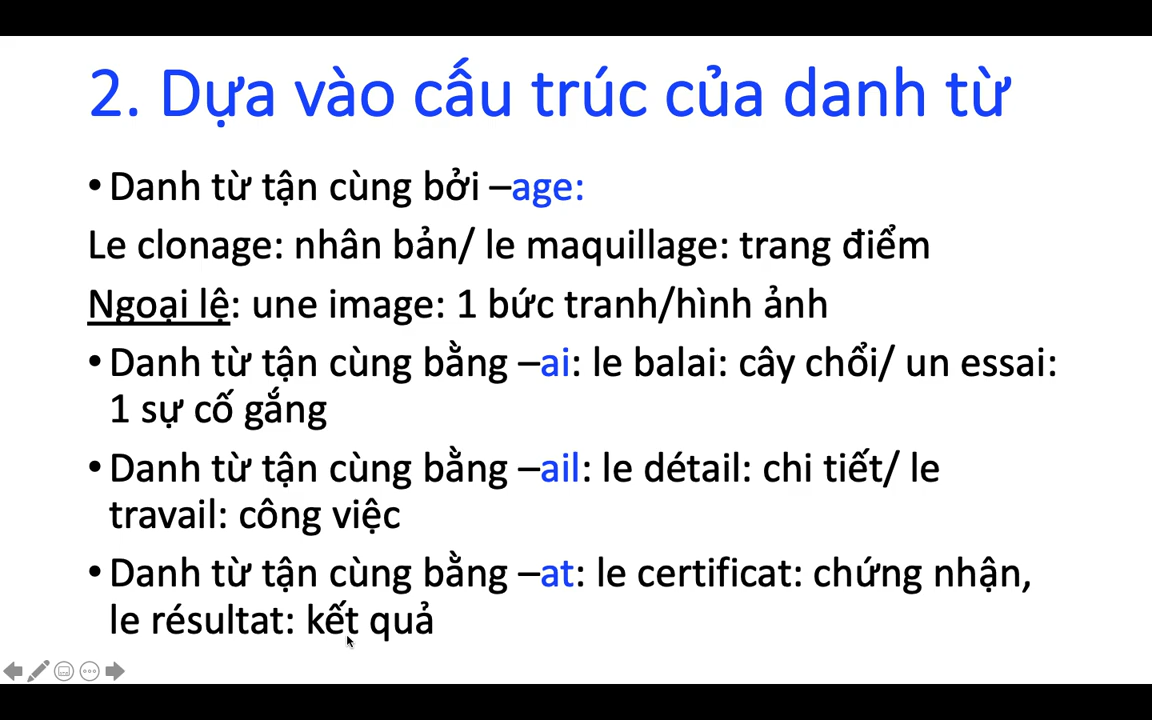 2. Dựa vào cấu trúc của danh từ
• Danh từ tận cùng bởi –age:
Le clonage: nhân bản/ le maquillage: trang điểm
Ngoại lệ: une image: 1 bức tranh/hình ảnh
• Danh từ tận cùng bằng –ai: le balai: cây chổi/ un essai:
1 sự cố gắng
• Danh từ tận cùng bằng –ail: le détail: chi tiết/ le
travail: công việc
• Danh từ tận cùng bằng –at: le certificat: chứng nhận,
le résultat: kết quả